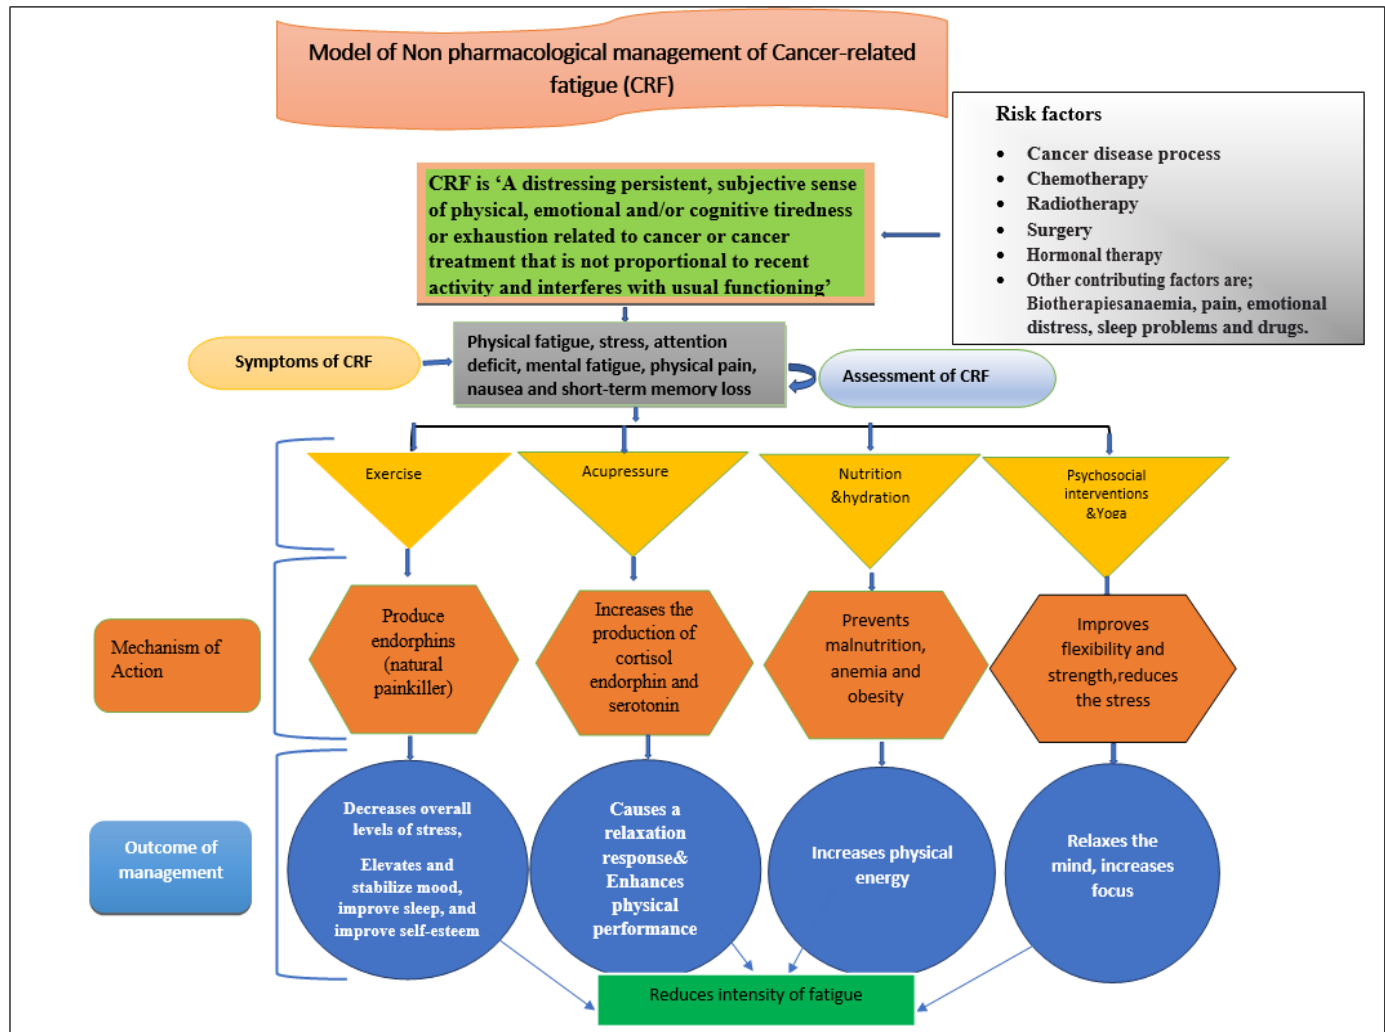 Model of Non pharmacological management of Cancer-related
fatigue (CRF)
Risk factors
• Cancer disease process
• Chemotherapy
• Radiotherapy
• Surgery
• Hormonal therapy
• Other contributing factors are;
Biotherapiesanaemia, pain, emotional
distress, sleep problems and drugs.
CRF is ‘A distressing persistent, subjective sense
of physical, emotional and/or cognitive tiredness
or exhaustion related to cancer or cancer
treatment that is not proportional to recent
activity and interferes with usual functioning’
Symptoms of CRF
Physical fatigue, stress, attention
deficit, mental fatigue, physical pain,
nausea and short-term memory loss
Assessment of CRF
Exercise
Acupressure
Nutrition
&hydration
Psychosocial
interventions
&Yoga
Mechanism of
Action
Produce
endorphins
(natural
painkiller)
Increases the
production of
cortisol
endorphin and
serotonin
Prevents
malnutrition,
anemia and
obesity
Improves
flexibility and
strength,reduces
the stress
Outcome of
management
Decreases overall
levels of stress,
Elevates and
stabilize mood,
improve sleep, and
improve self-esteem
Causes a
relaxation
response&
Enhances
physical
performance
Increases physical
energy
Relaxes the
mind, increases
focus
Reduces intensity of fatigue